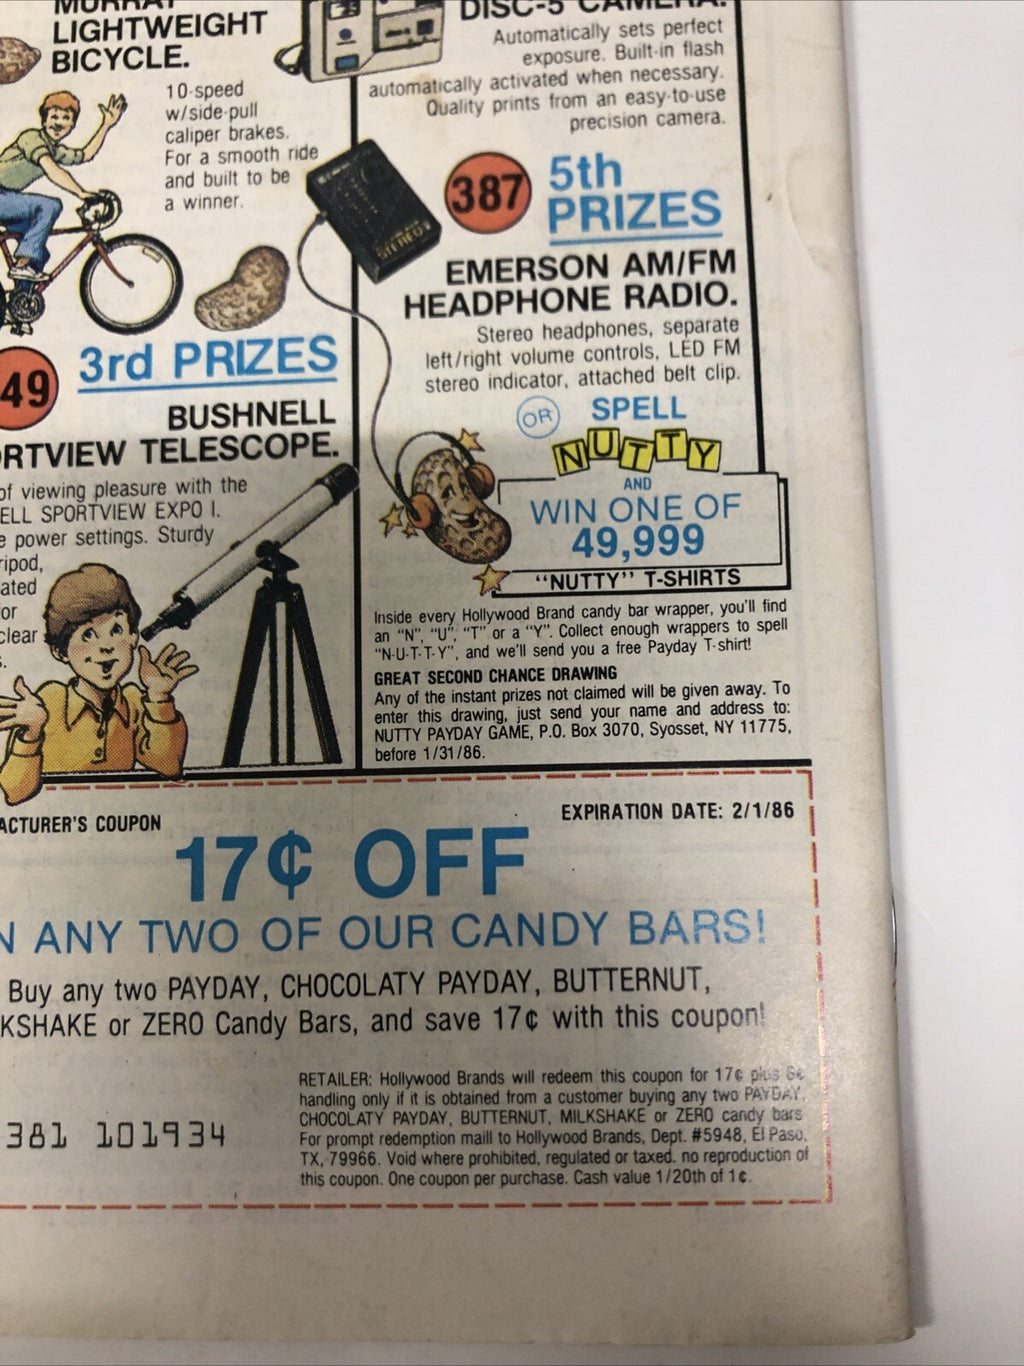 MURRAY
LIGHTWEIGHT
BICYCLE.
10-speed
w/side-pull
caliper brakes.
For a smooth ride
and built to be
a winner.
DISC-5 CAMERA.
Automatically sets perfect
exposure. Built-in flash
automatically activated when necessary.
Quality prints from an easy-to-use
precision camera.
49 3rd PRIZES
BUSHNELL
RTVIEW TELESCOPE.
of viewing pleasure with the
ELL SPORTVIEW EXPO I.
e power settings. Sturdy
ripod,
ated
for
clear
s.
STEREO
387 5th
PRIZES
EMERSON AM/FM
HEADPHONE RADIO.
Stereo headphones, separate
left/right volume controls, LED FM
stereo indicator, attached belt clip.
OR SPELL
NUTTY
AND
WIN ONE OF
49,999
"NUTTY" T-SHIRTS
Inside every Hollywood Brand candy bar wrapper, you'll find
an "N", "U", "T" or a "Y". Collect enough wrappers to spell
"N-U-T-T-Y", and we'll send you a free Payday T-shirt!
GREAT SECOND CHANCE DRAWING
Any of the instant prizes not claimed will be given away. To
enter this drawing, just send your name and address to:
NUTTY PAYDAY GAME, P.O. Box 3070, Syosset, NY 11775,
before 1/31/86.
ACTURER'S COUPON
EXPIRATION DATE: 2/1/86
17¢ OFF
N ANY TWO OF OUR CANDY BARS!
Buy any two PAYDAY, CHOCOLATY PAYDAY, BUTTERNUT,
KSHAKE or ZERO Candy Bars, and save 17¢ with this coupon!
381 101934
RETAILER: Hollywood Brands will redeem this coupon for 17¢ plus 8¢
handling only if it is obtained from a customer buying any two PAYDAY,
CHOCOLATY PAYDAY, BUTTERNUT, MILKSHAKE or ZERO candy bars
For prompt redemption maill to Hollywood Brands, Dept. #5948, El Paso,
TX, 79966. Void where prohibited, regulated or taxed. no reproduction of
this coupon. One coupon per purchase. Cash value 1/20th of 1¢.